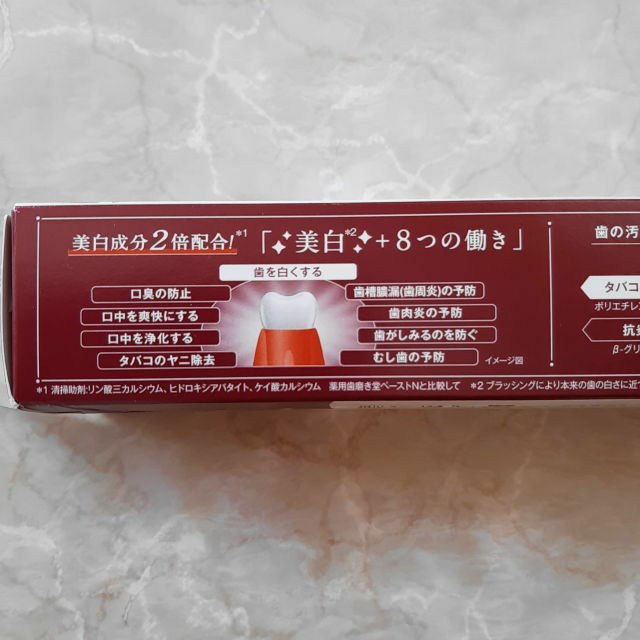 美白成分2倍配合!*1「美白*2+8つの働き」
歯を白くする
口臭の防止
口中を爽快にする
口中を浄化する
タバコのヤニ除去
歯槽膿漏(歯周炎)の予防
歯肉炎の予防
歯がしみるのを防ぐ
むし歯の予防
イメージ図
*1 清掃助剤:リン酸三カルシウム、ヒドロキシアパタイト、ケイ酸カルシウム 薬用歯磨き堂ペーストNと比較して *2 ブラッシングにより本来の歯の白さに近づ
歯の汚
タバコ
ポリエチレン
抗
β-グリ